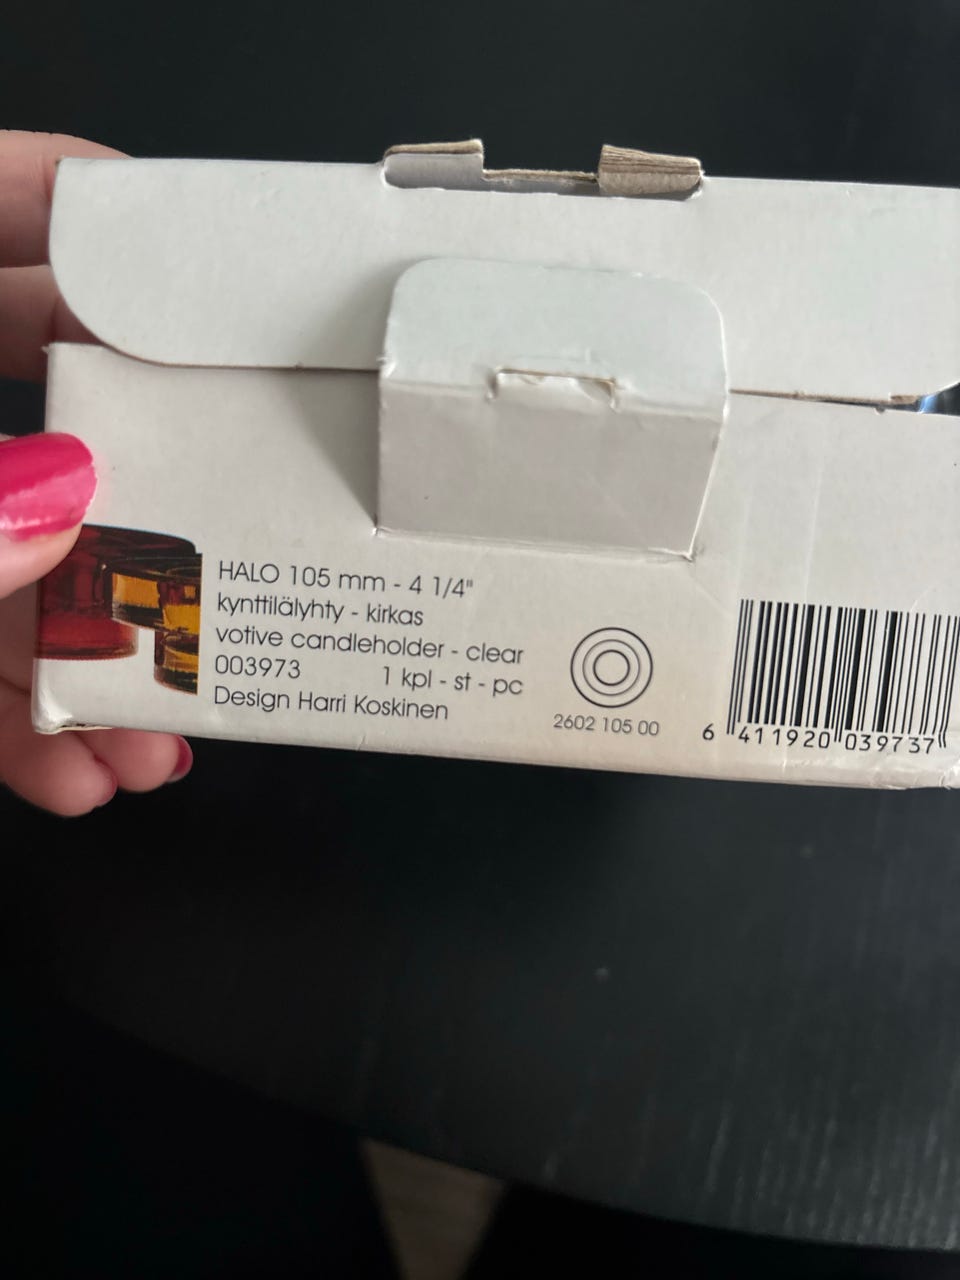 HALO 105 mm - 4 1/4"
kynttilälyhty - kirkas
votive candleholder - clear
003973 1 kpl - st - pc
Design Harri Koskinen
2602 105 00
6 411920 039737